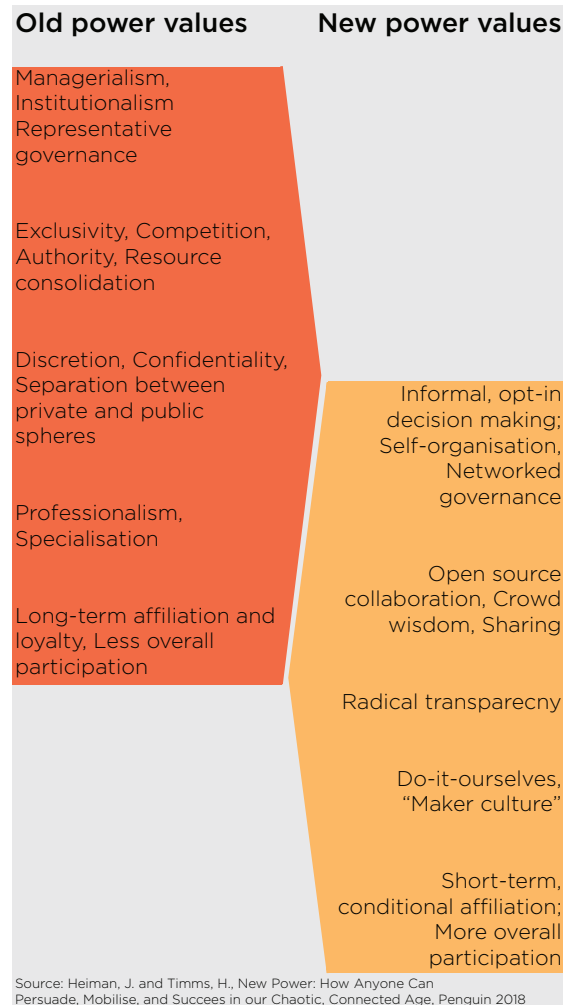 Old power values
New power values
Managerialism,
Institutionalism
Representative
governance
Exclusivity, Competition,
Authority, Resource
consolidation
Discretion, Confidentiality,
Separation between
private and public
spheres
Professionalism,
Specialisation
Long-term affiliation and
loyalty, Less overall
participation
Informal, opt-in
decision making;
Self-organisation,
Networked
governance
Open source
collaboration, Crowd
wisdom, Sharing
Radical transparecny
Do-it-ourselves,
“Maker culture”
Short-term,
conditional affiliation;
More overall
participation
Source: Heiman, J. and Timms, H., New Power: How Anyone Can
Persuade, Mobilise, and Succees in our Chaotic, Connected Age, Penguin 2018